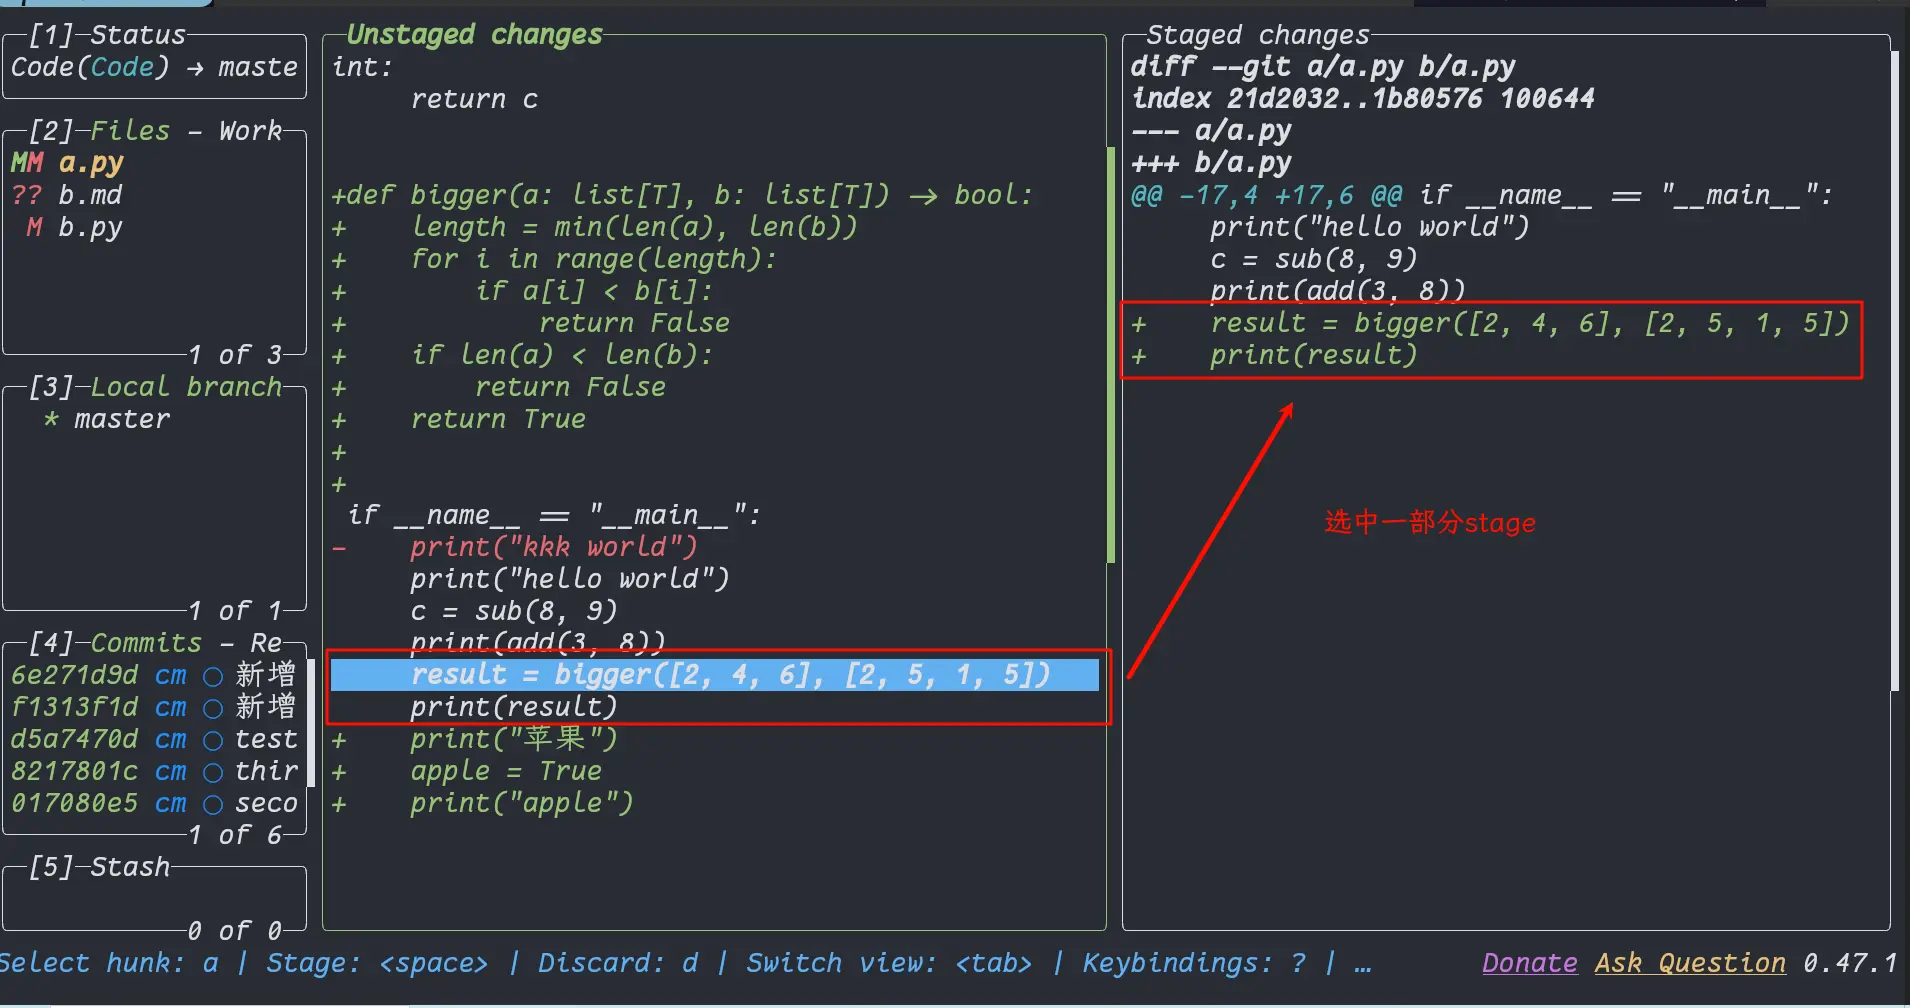 [1]-Status
Code(Code) → maste
[2]-Files - Work
MM a.py
?? b.md
M b.py
1 of 3
[3]-Local branch
* master
1 of 1
[4]-Commits - Re
6e271d9d cm ○ 新增
f1313f1d cm ○ 新增
d5a7470d cm ○ test
8217801c cm ○ thir
017080e5 cm ○ seco
1 of 6
[5]-Stash
0 of 0
Unstaged changes
int:
    return c
+def bigger(a: list[T], b: list[T]) → bool:
+    length = min(len(a), len(b))
+    for i in range(length):
+        if a[i] < b[i]:
+            return False
+    if len(a) < len(b):
+        return False
+    return True
+
+
 if __name__ == "__main__":
-    print("kkk world")
     print("hello world")
     c = sub(8, 9)
     print(add(3, 8))
     result = bigger([2, 4, 6], [2, 5, 1, 5])
     print(result)
+    print("苹果")
+    apple = True
+    print("apple")
Staged changes
diff --git a/a.py b/a.py
index 21d2032..1b80576 100644
--- a/a.py
+++ b/a.py
@@ -17,4 +17,6 @@ if __name__ == "__main__":
     print("hello world")
     c = sub(8, 9)
     print(add(3, 8))
+    result = bigger([2, 4, 6], [2, 5, 1, 5])
+    print(result)
选中一部分stage
Select hunk: a | Stage: <space> | Discard: d | Switch view: <tab> | Keybindings: ? | … Donate Ask Question 0.47.1